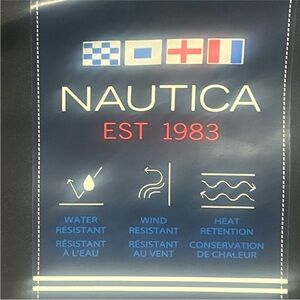 NAUTICA
EST 1983
WATER
RESISTANT
RÉSISTANT
À L'EAU
WIND
RESISTANT
RÉSISTANT
AU VENT
HEAT
RETENTION
CONSERVATION
DE CHALEUR